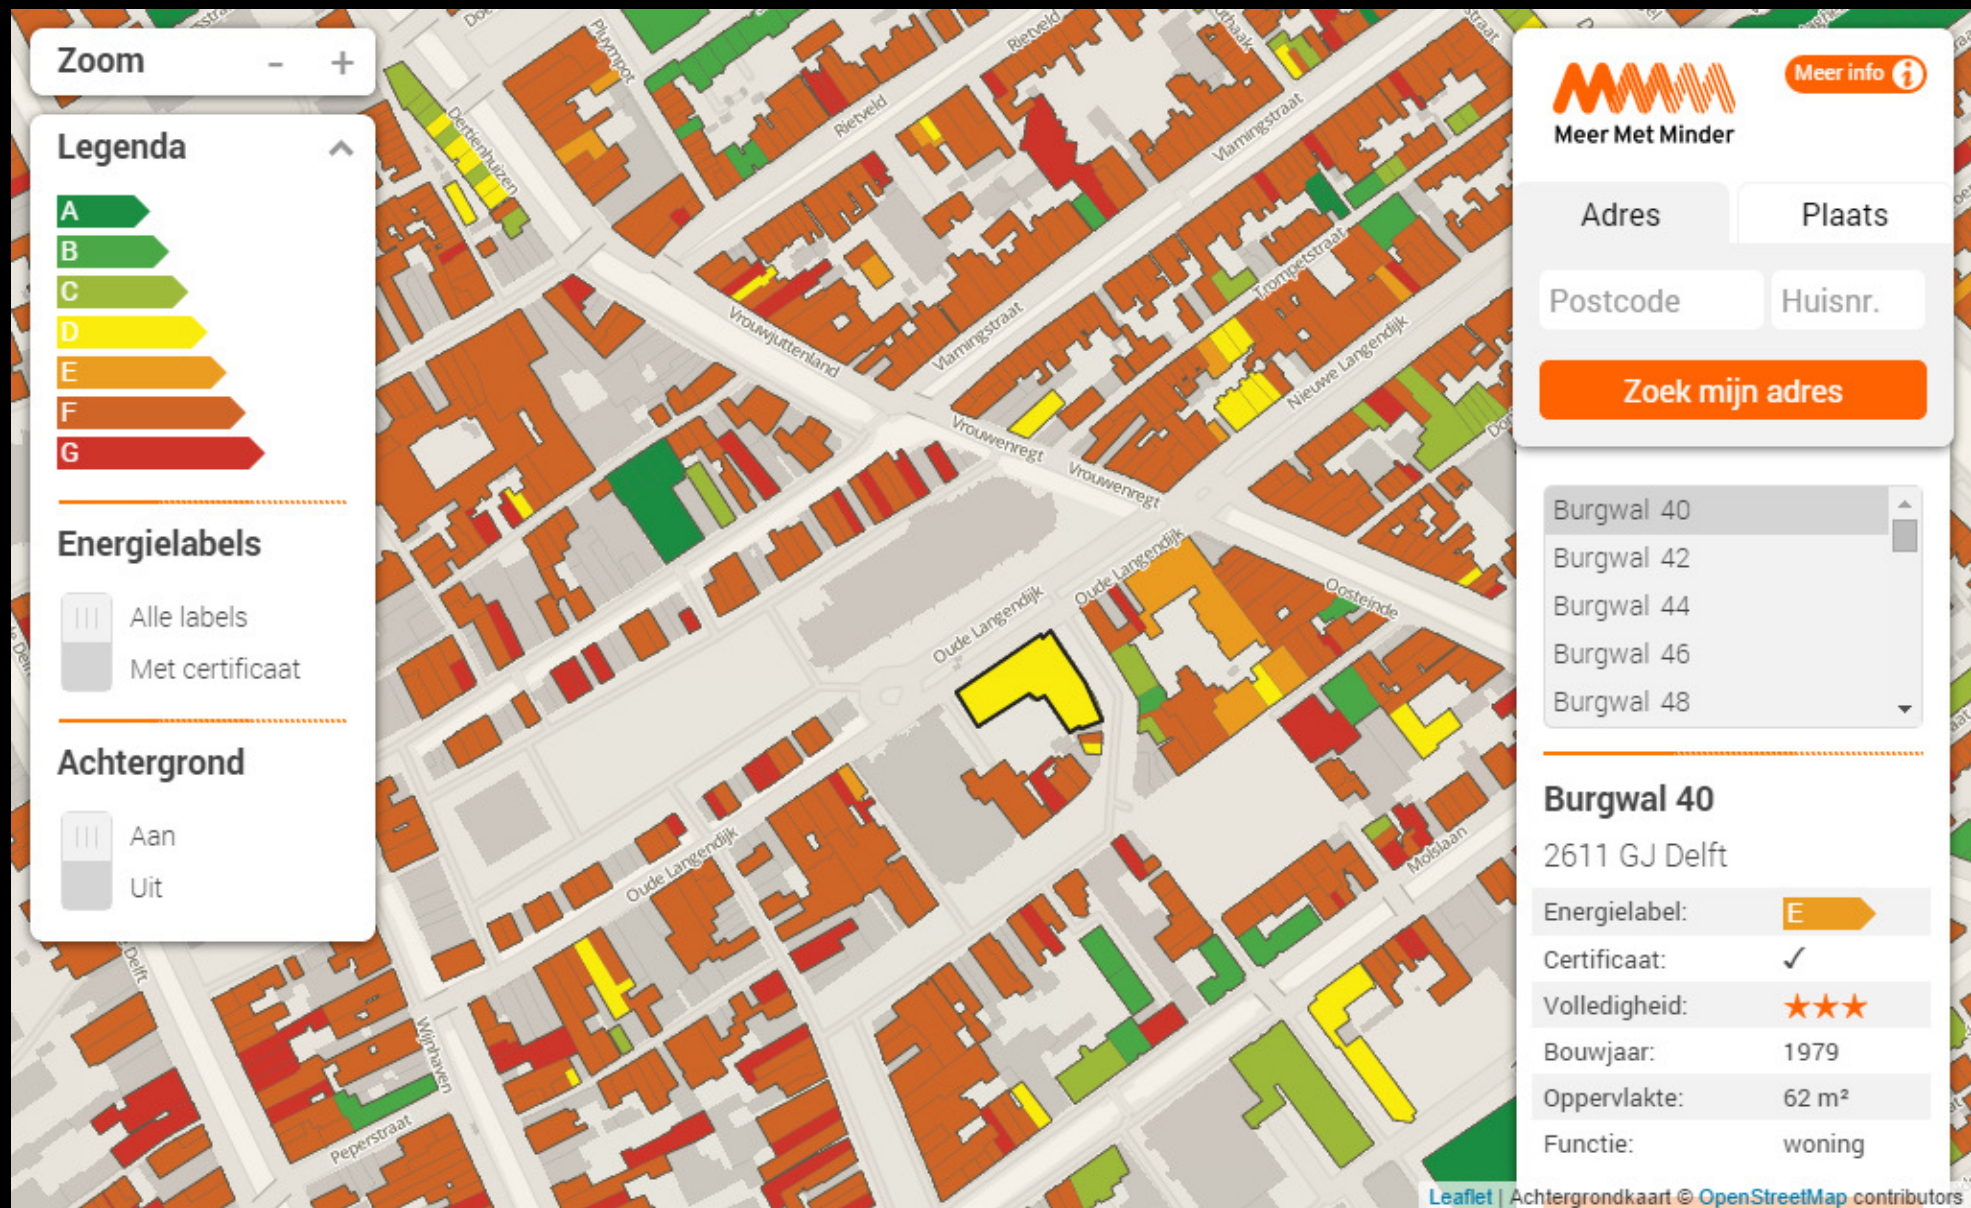 Zoom - +
Legenda
A
B
C
D
E
F
G
Energielabels
Alle labels
Met certificaat
Achtergrond
Aan
Uit
Pluympot
Rietveld
Rietveld
Dertienhuizen
Vlamingstraat
Vlamingstraat
Trompetstraat
Vrouwjuttenland
Nieuwe Langendijk
Vrouwenregt
Vrouwenregt
Oude Langendijk
Oude Langendijk
Oosteinde
Oude Langendijk
Molslaan
Delft
Wijnhaven
Peperstraat
Meer info i
Meer Met Minder
Adres Plaats
Postcode Huisnr.
Zoek mijn adres
Burgwal 40
Burgwal 42
Burgwal 44
Burgwal 46
Burgwal 48
Burgwal 40
2611 GJ Delft
Energielabel: E
Certificaat: ✓
Volledigheid: ★★★
Bouwjaar: 1979
Oppervlakte: 62 m²
Functie: woning
Leaflet | Achtergrondkaart © OpenStreetMap contributors